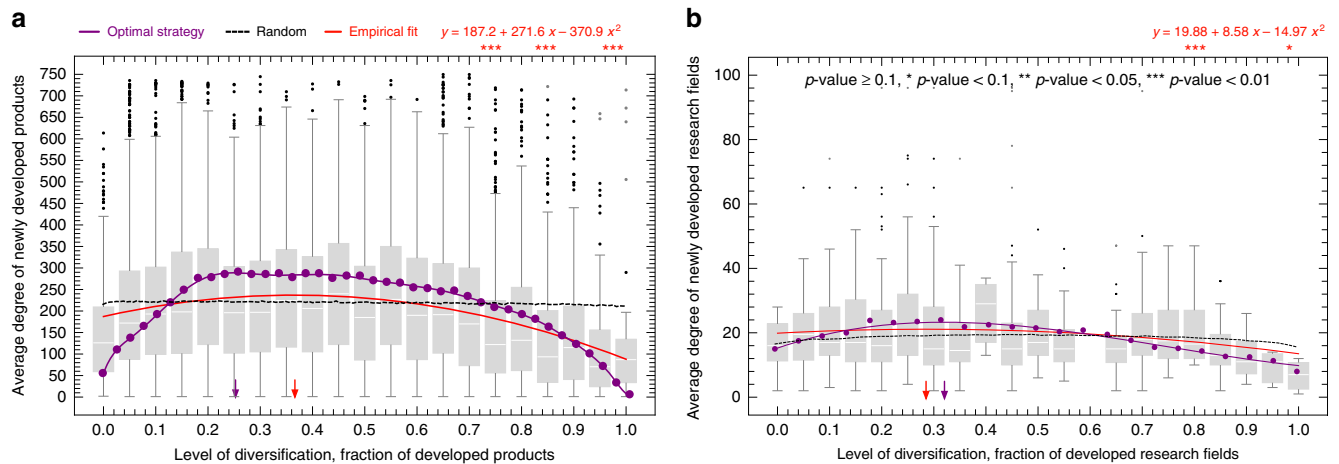 a
Optimal strategy Random Empirical fit y = 187.2 + 271.6 x – 370.9 x²
*** *** ***
Average degree of newly developed products
750
700
650
600
550
500
450
400
350
300
250
200
150
100
50
0
0.0 0.1 0.2 0.3 0.4 0.5 0.6 0.7 0.8 0.9 1.0
Level of diversification, fraction of developed products
b
y = 19.88 + 8.58 x – 14.97 x²
*** *
p-value ≥ 0.1, * p-value < 0.1, ** p-value < 0.05, *** p-value < 0.01
Average degree of newly developed research fields
100
80
60
40
20
0
0.0 0.1 0.2 0.3 0.4 0.5 0.6 0.7 0.8 0.9 1.0
Level of diversification, fraction of developed research fields